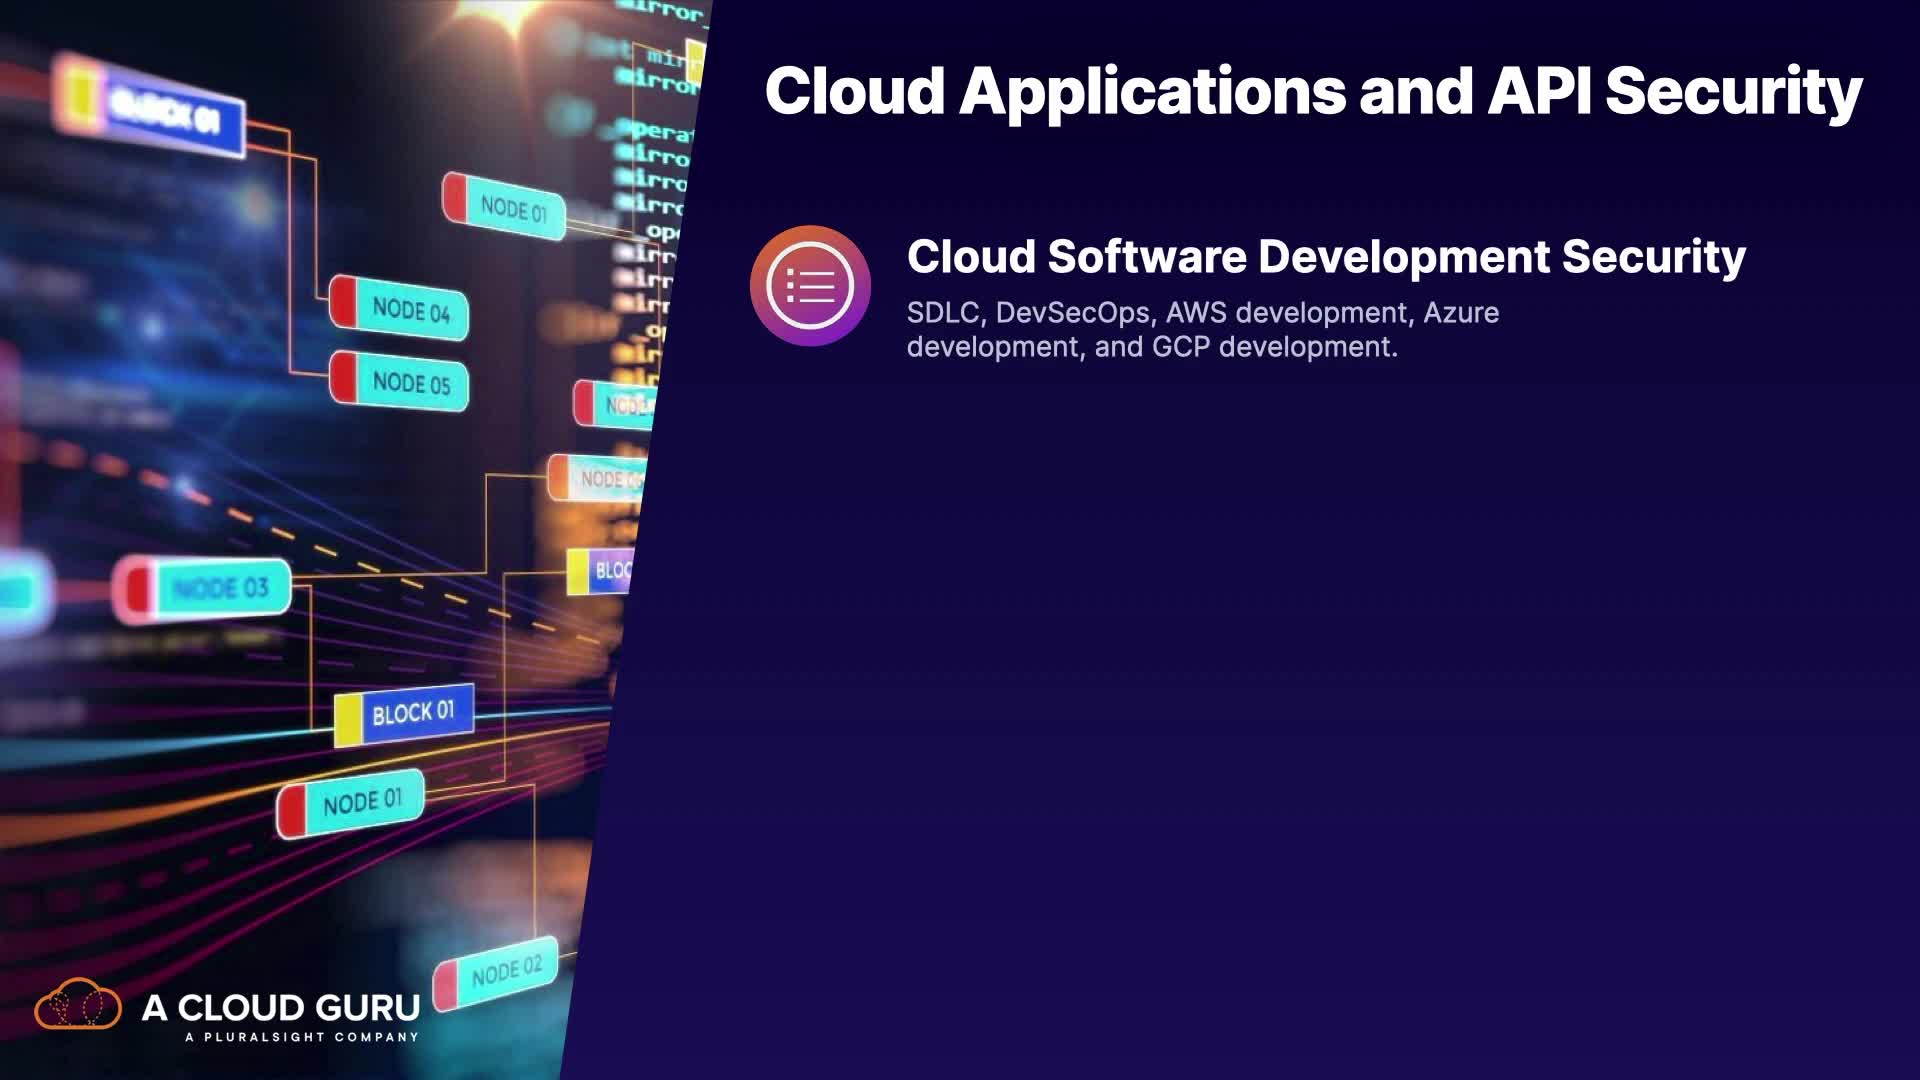 Cloud Applications and API Security
Cloud Software Development Security
SDLC, DevSecOps, AWS development, Azure
development, and GCP development.
BLOCK 01
NODE 01
NODE 04
NODE 05
NODE 03
BLOCK 01
NODE 01
NODE 02
A CLOUD GURU
A PLURALSIGHT COMPANY